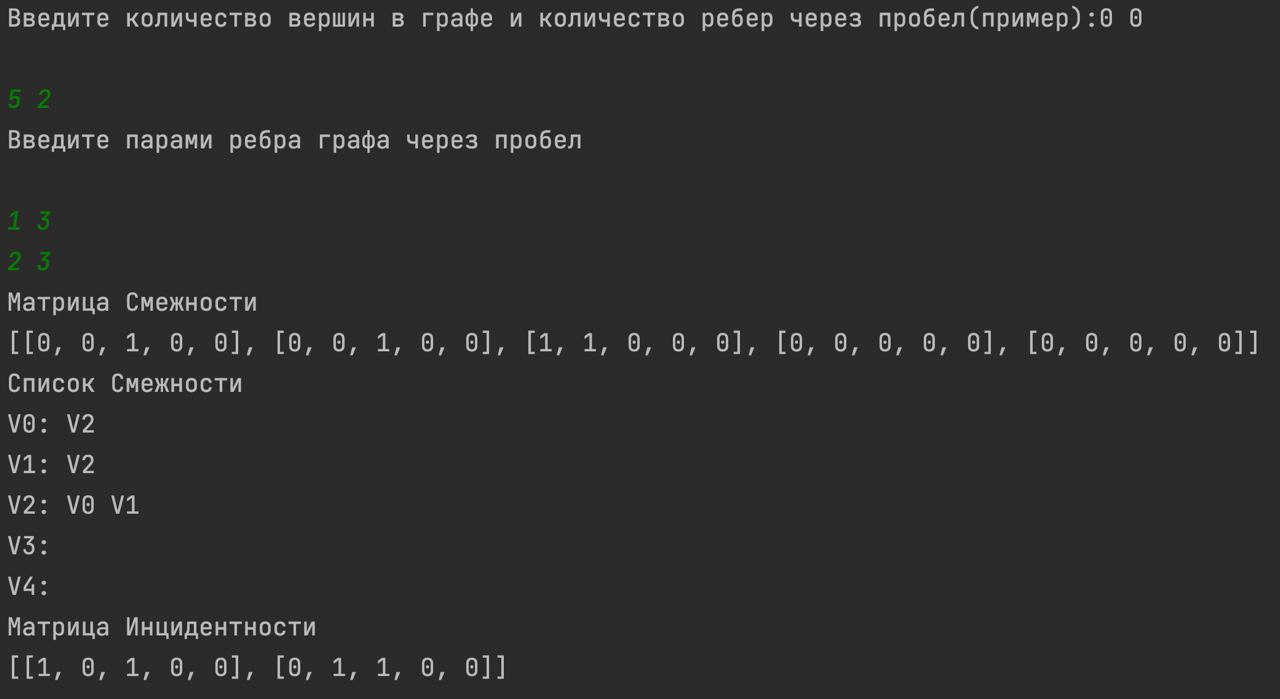 Введите количество вершин в графе и количество ребер через пробел(пример):0 0
5 2
Введите парами ребра графа через пробел
1 3
2 3
Матрица Смежности
[[0, 0, 1, 0, 0], [0, 0, 1, 0, 0], [1, 1, 0, 0, 0], [0, 0, 0, 0, 0], [0, 0, 0, 0, 0]]
Список Смежности
V0: V2
V1: V2
V2: V0 V1
V3:
V4:
Матрица Инцидентности
[[1, 0, 1, 0, 0], [0, 1, 1, 0, 0]]